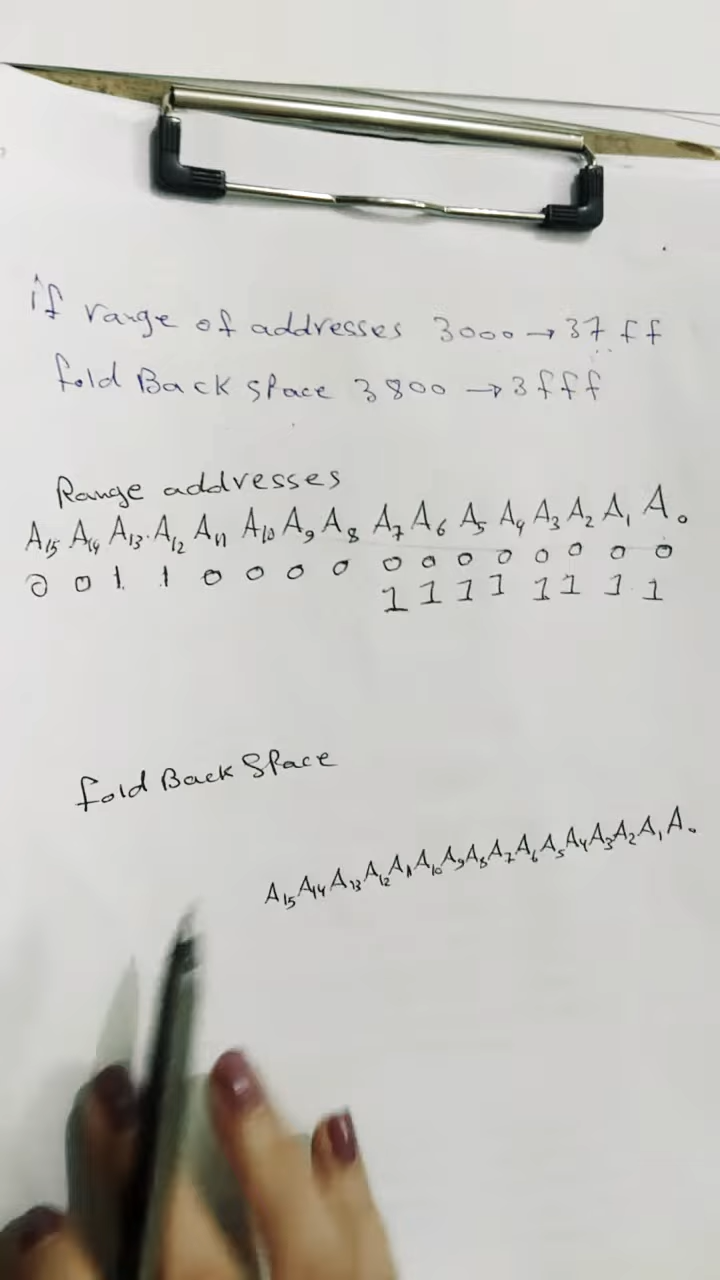 if range of addresses 3000 → 37ff
fold Back space 3800 → 3fff
Range addresses
A15 A14 A13 A12 A11 A10 A9 A8 A7 A6 A5 A4 A3 A2 A1 A0
0 0 1 1 0 0 0 0 0 0 0 0 0 0 0 0
1 1 1 1 1 1 1 1
fold Back Space
A15 A14 A13 A12 A11 A10 A9 A8 A7 A6 A5 A4 A3 A2 A1 A0